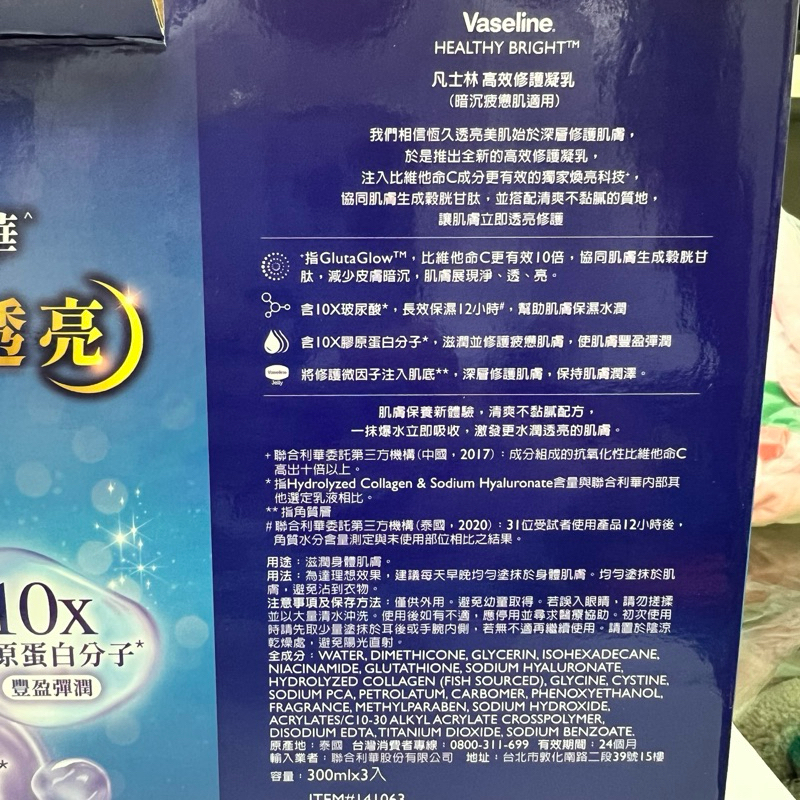 Vaseline.
HEALTHY BRIGHT™
凡士林 高效修護凝乳
(暗沉疲憊肌適用)
我們相信恆久透亮美肌始於深層修護肌膚，
於是推出全新的高效修護凝乳，
注入比維他命C成分更有效的獨家煥亮科技+，
協同肌膚生成穀胱甘肽，並搭配清爽不黏膩的質地，
讓肌膚立即透亮修護
+指GlutaGlow™，比維他命C更有效10倍，協同肌膚生成穀胱甘
肽，減少皮膚暗沉，肌膚展現淨、透、亮。
含10X玻尿酸*，長效保濕12小時#，幫助肌膚保濕水潤
含10X膠原蛋白分子*，滋潤並修護疲憊肌膚，使肌膚豐盈彈潤
Vaseline
Jelly
將修護微因子注入肌底**，深層修護肌膚，保持肌膚潤澤。
肌膚保養新體驗，清爽不黏膩配方，
一抹爆水立即吸收，激發更水潤透亮的肌膚。
+ 聯合利華委託第三方機構(中國，2017)：成分組成的抗氧化性比維他命C
高出十倍以上。
* 指Hydrolyzed Collagen & Sodium Hyaluronate含量與聯合利華內部其
他選定乳液相比。
** 指角質層
# 聯合利華委託第三方機構(泰國，2020)：31位受試者使用產品12小時後，
角質水分含量測定與未使用部位相比之結果。
用途：滋潤身體肌膚。
用法：為達理想效果，建議每天早晚均勻塗抹於身體肌膚。均勻塗抹於肌
膚，避免沾到衣物。
注意事項及保存方法：僅供外用。避免幼童取得。若誤入眼睛，請勿搓揉
並以大量清水沖洗。使用後如有不適，應停用並尋求醫療協助。初次使用
時請先取少量塗抹於耳後或手腕內側，若無不適再繼續使用。請置於陰涼
乾燥處，避免陽光直射。
全成分：WATER, DIMETHICONE, GLYCERIN, ISOHEXADECANE,
NIACINAMIDE, GLUTATHIONE, SODIUM HYALURONATE,
HYDROLYZED COLLAGEN (FISH SOURCED), GLYCINE, CYSTINE,
SODIUM PCA, PETROLATUM, CARBOMER, PHENOXYETHANOL,
FRAGRANCE, METHYLPARABEN, SODIUM HYDROXIDE,
ACRYLATES/C10-30 ALKYL ACRYLATE CROSSPOLYMER,
DISODIUM EDTA, TITANIUM DIOXIDE, SODIUM BENZOATE.
原產地：泰國 台灣消費者專線：0800-311-699 有效期間：24個月
輸入業者：聯合利華股份有限公司 地址：台北市敦化南路二段39號15樓
容量：300mlx3入
ITEM#141063
華^
透亮
10x
原蛋白分子*
豐盈彈潤